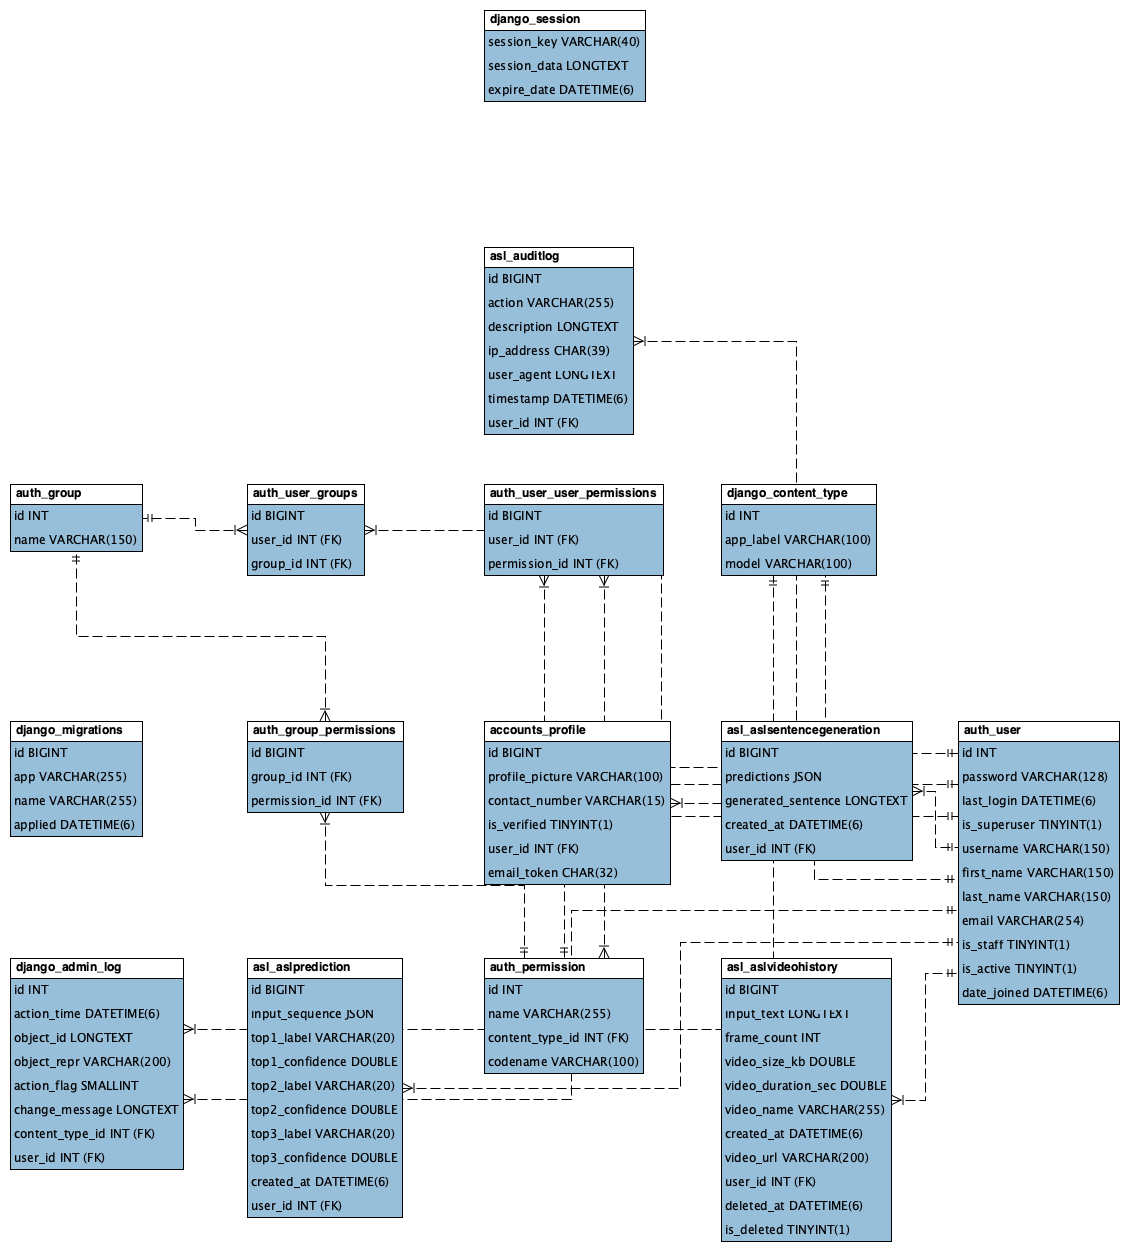 django_session
session_key VARCHAR(40)
session_data LONGTEXT
expire_date DATETIME(6)
asl_auditlog
id BIGINT
action VARCHAR(255)
description LONGTEXT
ip_address CHAR(39)
user_agent LONGTEXT
timestamp DATETIME(6)
user_id INT (FK)
auth_group
id INT
name VARCHAR(150)
auth_user_groups
id BIGINT
user_id INT (FK)
group_id INT (FK)
auth_user_user_permissions
id BIGINT
user_id INT (FK)
permission_id INT (FK)
django_content_type
id INT
app_label VARCHAR(100)
model VARCHAR(100)
django_migrations
id BIGINT
app VARCHAR(255)
name VARCHAR(255)
applied DATETIME(6)
auth_group_permissions
id BIGINT
group_id INT (FK)
permission_id INT (FK)
accounts_profile
id BIGINT
profile_picture VARCHAR(100)
contact_number VARCHAR(15)
is_verified TINYINT(1)
user_id INT (FK)
email_token CHAR(32)
asl_aslsentencegeneration
id BIGINT
predictions JSON
generated_sentence LONGTEXT
created_at DATETIME(6)
user_id INT (FK)
auth_user
id INT
password VARCHAR(128)
last_login DATETIME(6)
is_superuser TINYINT(1)
username VARCHAR(150)
first_name VARCHAR(150)
last_name VARCHAR(150)
email VARCHAR(254)
is_staff TINYINT(1)
is_active TINYINT(1)
date_joined DATETIME(6)
django_admin_log
id INT
action_time DATETIME(6)
object_id LONGTEXT
object_repr VARCHAR(200)
action_flag SMALLINT
change_message LONGTEXT
content_type_id INT (FK)
user_id INT (FK)
asl_aslprediction
id BIGINT
input_sequence JSON
top1_label VARCHAR(20)
top1_confidence DOUBLE
top2_label VARCHAR(20)
top2_confidence DOUBLE
top3_label VARCHAR(20)
top3_confidence DOUBLE
created_at DATETIME(6)
user_id INT (FK)
auth_permission
id INT
name VARCHAR(255)
content_type_id INT (FK)
codename VARCHAR(100)
asl_aslvideohistory
id BIGINT
input_text LONGTEXT
frame_count INT
video_size_kb DOUBLE
video_duration_sec DOUBLE
video_name VARCHAR(255)
created_at DATETIME(6)
video_url VARCHAR(200)
user_id INT (FK)
deleted_at DATETIME(6)
is_deleted TINYINT(1)